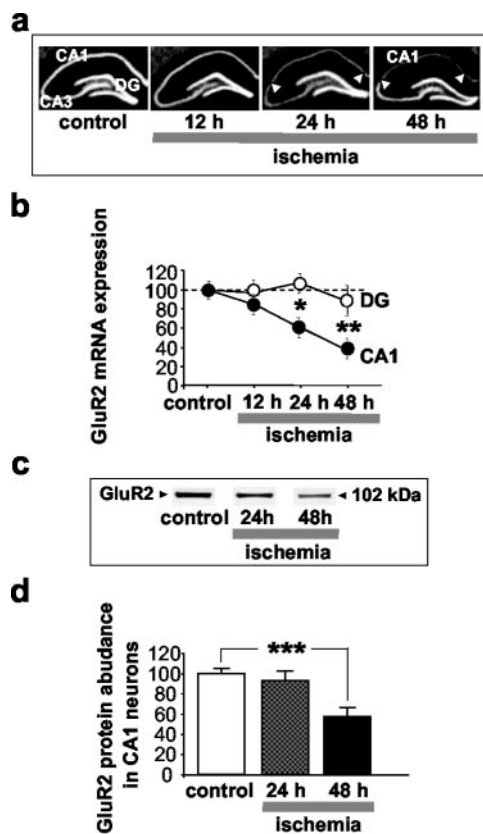 a
CA1 CA1
DG
CA3
control 12 h 24 h 48 h
ischemia
b
GluR2 mRNA expression
120
100
80
60
40
20
0
DG
*
**
CA1
control 12 h 24 h 48 h
ischemia
c
GluR2 102 kDa
control 24h 48h
ischemia
d
GluR2 protein abudance
in CA1 neurons
120
100
80
60
40
20
0
***
control 24 h 48 h
ischemia